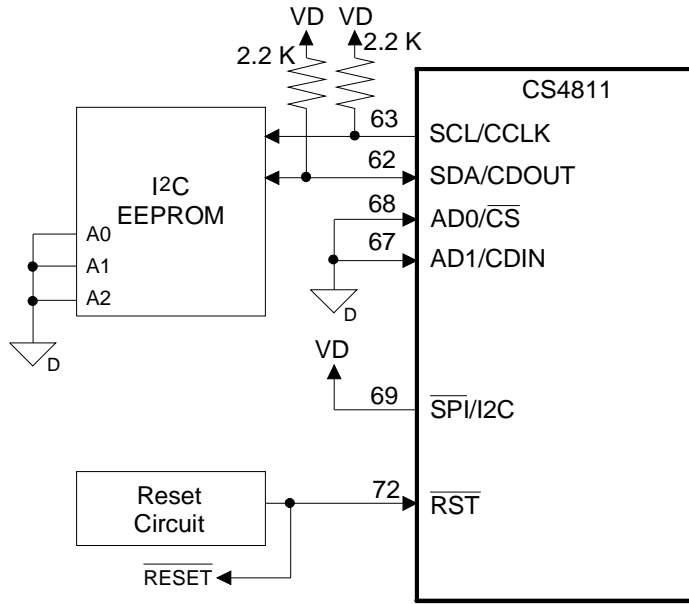 VD VD
2.2 K 2.2 K
CS4811
63 SCL/CCLK
62 SDA/CDOUT
I2C
EEPROM
68 AD0/CS
A0
67 AD1/CDIN
A1
A2
D
D
VD
69 SPI/I2C
Reset
Circuit
72 RST
RESET